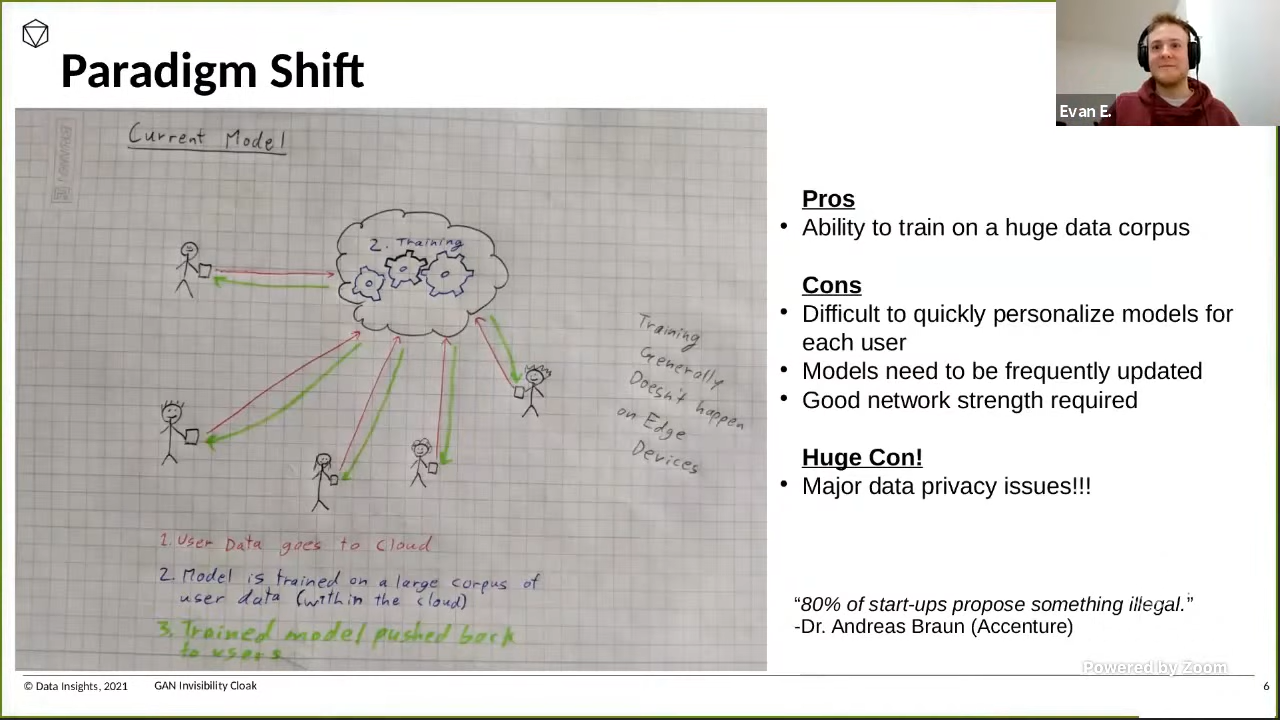 Paradigm Shift
Evan E.
Current Model
2. Training
Training
Generally
Doesn't happen
on Edge
Devices
1. User Data goes to Cloud
2. Model is trained on a large corpus of
user data (within the cloud)
3. Trained model pushed back
to users
Pros
• Ability to train on a huge data corpus
Cons
• Difficult to quickly personalize models for
each user
• Models need to be frequently updated
• Good network strength required
Huge Con!
• Major data privacy issues!!!
“80% of start-ups propose something illegal.”
-Dr. Andreas Braun (Accenture)
Powered by Zoom
© Data Insights, 2021 GAN Invisibility Cloak 6